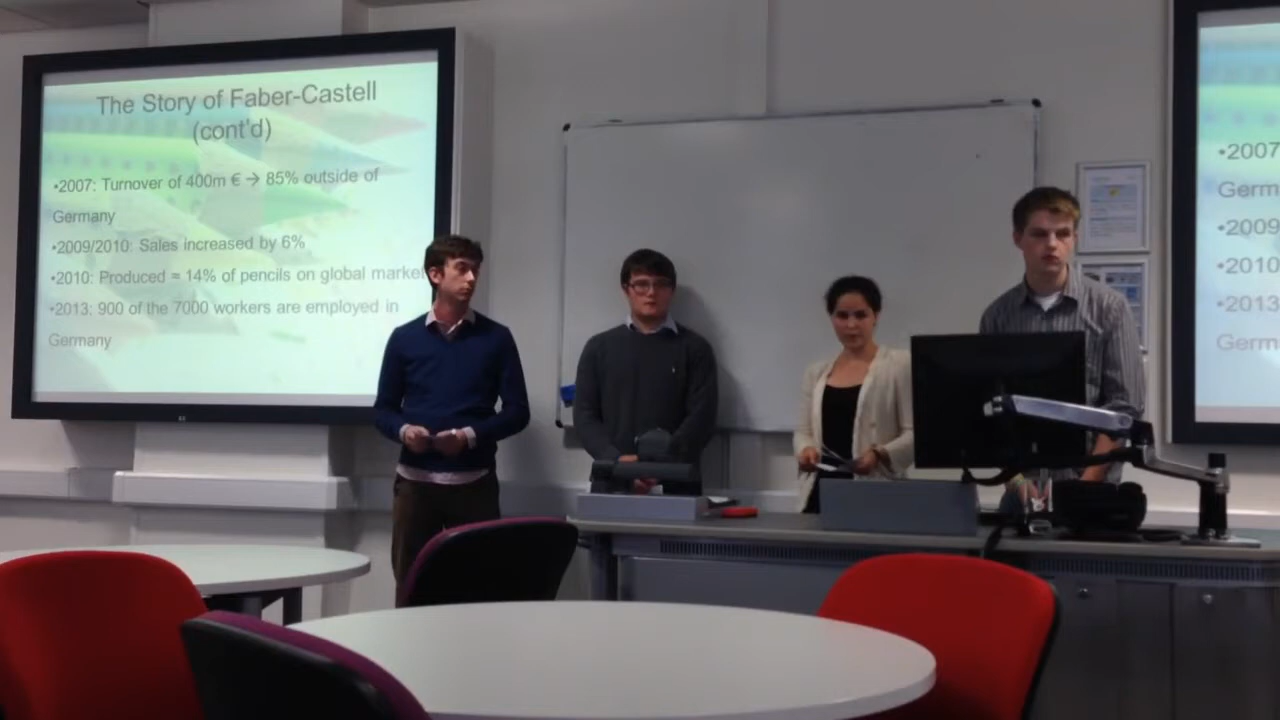 The Story of Faber-Castell
(cont'd)
•2007: Turnover of 400m € → 85% outside of
Germany
•2009/2010: Sales increased by 6%
•2010: Produced ≈ 14% of pencils on global market
•2013: 900 of the 7000 workers are employed in
Germany
•2007
Germ
•2009
•2010
•2013
Germ